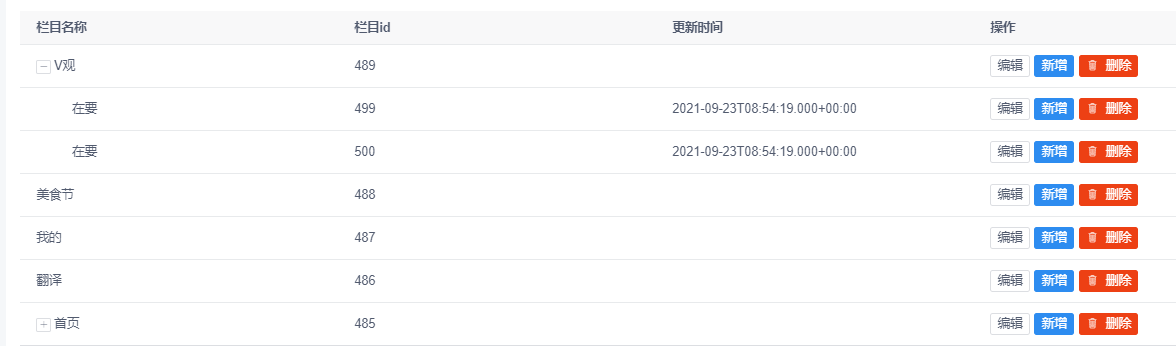 栏目名称 栏目id 更新时间 操作
V观 489 编辑 新增 删除
在要 499 2021-09-23T08:54:19.000+00:00 编辑 新增 删除
在要 500 2021-09-23T08:54:19.000+00:00 编辑 新增 删除
美食节 488 编辑 新增 删除
我的 487 编辑 新增 删除
翻译 486 编辑 新增 删除
首页 485 编辑 新增 删除